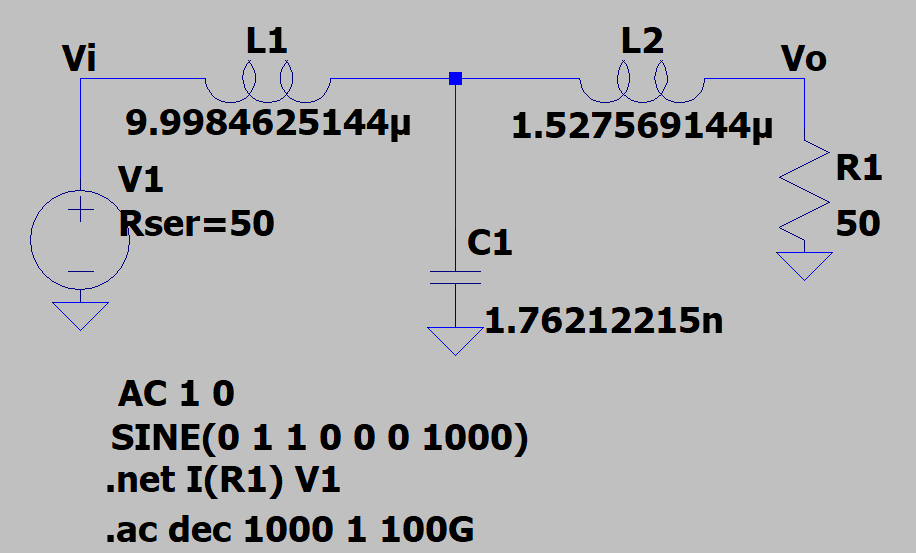 Vi
L1
9.9984625144µ
L2
1.527569144µ
Vo
V1
Rser=50
R1
50
C1
1.76212215n
AC 1 0
SINE(0 1 1 0 0 0 1000)
.net I(R1) V1
.ac dec 1000 1 100G